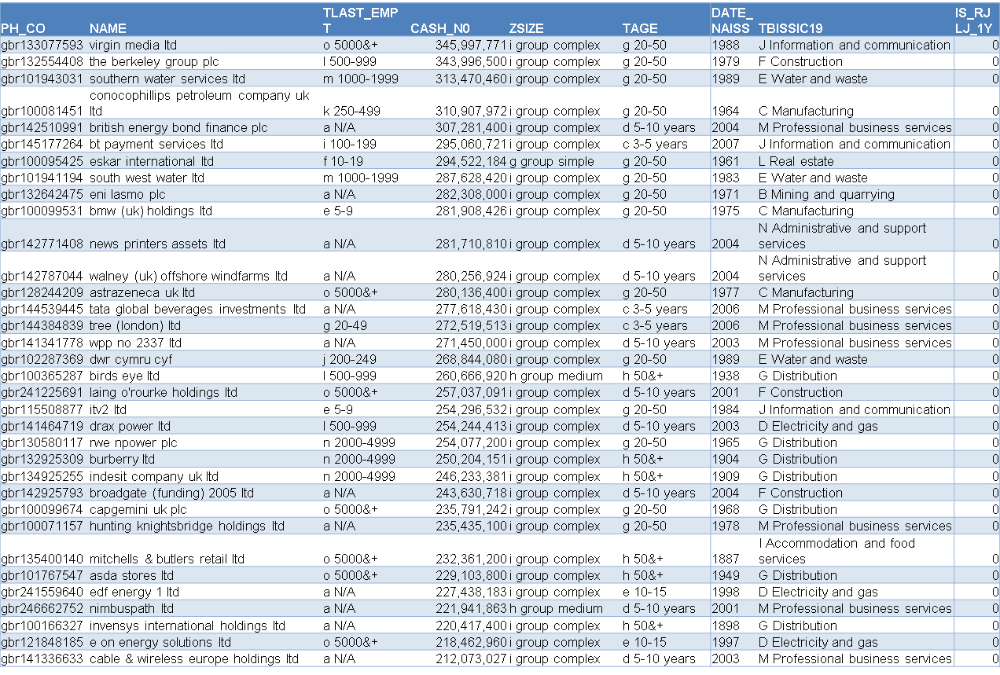 PH_CO NAME TLAST_EMPT CASH_N0 ZSIZE TAGE DATE_NAISS TBISSIC19 IS_RJLJ_1Y
gbr133077593 virgin media ltd o 5000&+ 345,997,771 i group complex g 20-50 1988 J Information and communication 0
gbr132554408 the berkeley group plc l 500-999 343,996,500 i group complex g 20-50 1979 F Construction 0
gbr101943031 southern water services ltd m 1000-1999 313,470,460 i group complex g 20-50 1989 E Water and waste 0
gbr100081451 conocophillips petroleum company uk ltd k 250-499 310,907,972 i group complex g 20-50 1964 C Manufacturing 0
gbr142510991 british energy bond finance plc a N/A 307,281,400 i group complex d 5-10 years 2004 M Professional business services 0
gbr145177264 bt payment services ltd i 100-199 295,060,721 i group complex c 3-5 years 2007 J Information and communication 0
gbr100095425 eskar international ltd f 10-19 294,522,184 g group simple g 20-50 1961 L Real estate 0
gbr101941194 south west water ltd m 1000-1999 287,628,420 i group complex g 20-50 1983 E Water and waste 0
gbr132642475 eni lasmo plc a N/A 282,308,000 i group complex g 20-50 1971 B Mining and quarrying 0
gbr100099531 bmw (uk) holdings ltd e 5-9 281,908,426 i group complex g 20-50 1975 C Manufacturing 0
gbr142771408 news printers assets ltd a N/A 281,710,810 i group complex d 5-10 years 2004 N Administrative and support services 0
gbr142787044 walney (uk) offshore windfarms ltd a N/A 280,256,924 i group complex d 5-10 years 2004 N Administrative and support services 0
gbr128244209 astrazeneca uk ltd o 5000&+ 280,136,400 i group complex g 20-50 1977 C Manufacturing 0
gbr144539445 tata global beverages investments ltd a N/A 277,618,430 i group complex c 3-5 years 2006 M Professional business services 0
gbr144384839 tree (london) ltd g 20-49 272,519,513 i group complex c 3-5 years 2006 M Professional business services 0
gbr141341778 wpp no 2337 ltd a N/A 271,450,000 i group complex d 5-10 years 2003 M Professional business services 0
gbr102287369 dwr cymru cyf j 200-249 268,844,080 i group complex g 20-50 1989 E Water and waste 0
gbr100365287 birds eye ltd l 500-999 260,666,920 h group medium h 50&+ 1938 G Distribution 0
gbr241225691 laing o'rourke holdings ltd o 5000&+ 257,037,091 i group complex d 5-10 years 2001 F Construction 0
gbr115508877 itv2 ltd e 5-9 254,296,532 i group complex g 20-50 1984 J Information and communication 0
gbr141464719 drax power ltd l 500-999 254,244,413 i group complex d 5-10 years 2003 D Electricity and gas 0
gbr130580117 rwe npower plc n 2000-4999 254,077,200 i group complex g 20-50 1965 G Distribution 0
gbr132925309 burberry ltd n 2000-4999 250,204,151 i group complex h 50&+ 1904 G Distribution 0
gbr134925255 indesit company uk ltd n 2000-4999 246,233,381 i group complex h 50&+ 1909 G Distribution 0
gbr142925793 broadgate (funding) 2005 ltd a N/A 243,630,718 i group complex d 5-10 years 2004 F Construction 0
gbr100099674 capgemini uk plc o 5000&+ 235,791,242 i group complex g 20-50 1968 G Distribution 0
gbr100071157 hunting knightsbridge holdings ltd a N/A 235,435,100 i group complex g 20-50 1978 M Professional business services 0
gbr135400140 mitchells & butlers retail ltd o 5000&+ 232,361,200 i group complex h 50&+ 1887 I Accommodation and food services 0
gbr101767547 asda stores ltd o 5000&+ 229,103,800 i group complex h 50&+ 1949 G Distribution 0
gbr241559640 edf energy 1 ltd a N/A 227,438,183 i group complex e 10-15 1998 D Electricity and gas 0
gbr246662752 nimbuspath ltd a N/A 221,941,863 h group medium d 5-10 years 2001 M Professional business services 0
gbr100166327 invensys international holdings ltd a N/A 220,417,400 i group complex h 50&+ 1898 G Distribution 0
gbr121848185 e on energy solutions ltd o 5000&+ 218,462,960 i group complex e 10-15 1997 D Electricity and gas 0
gbr141336633 cable & wireless europe holdings ltd a N/A 212,073,027 i group complex d 5-10 years 2003 M Professional business services 0